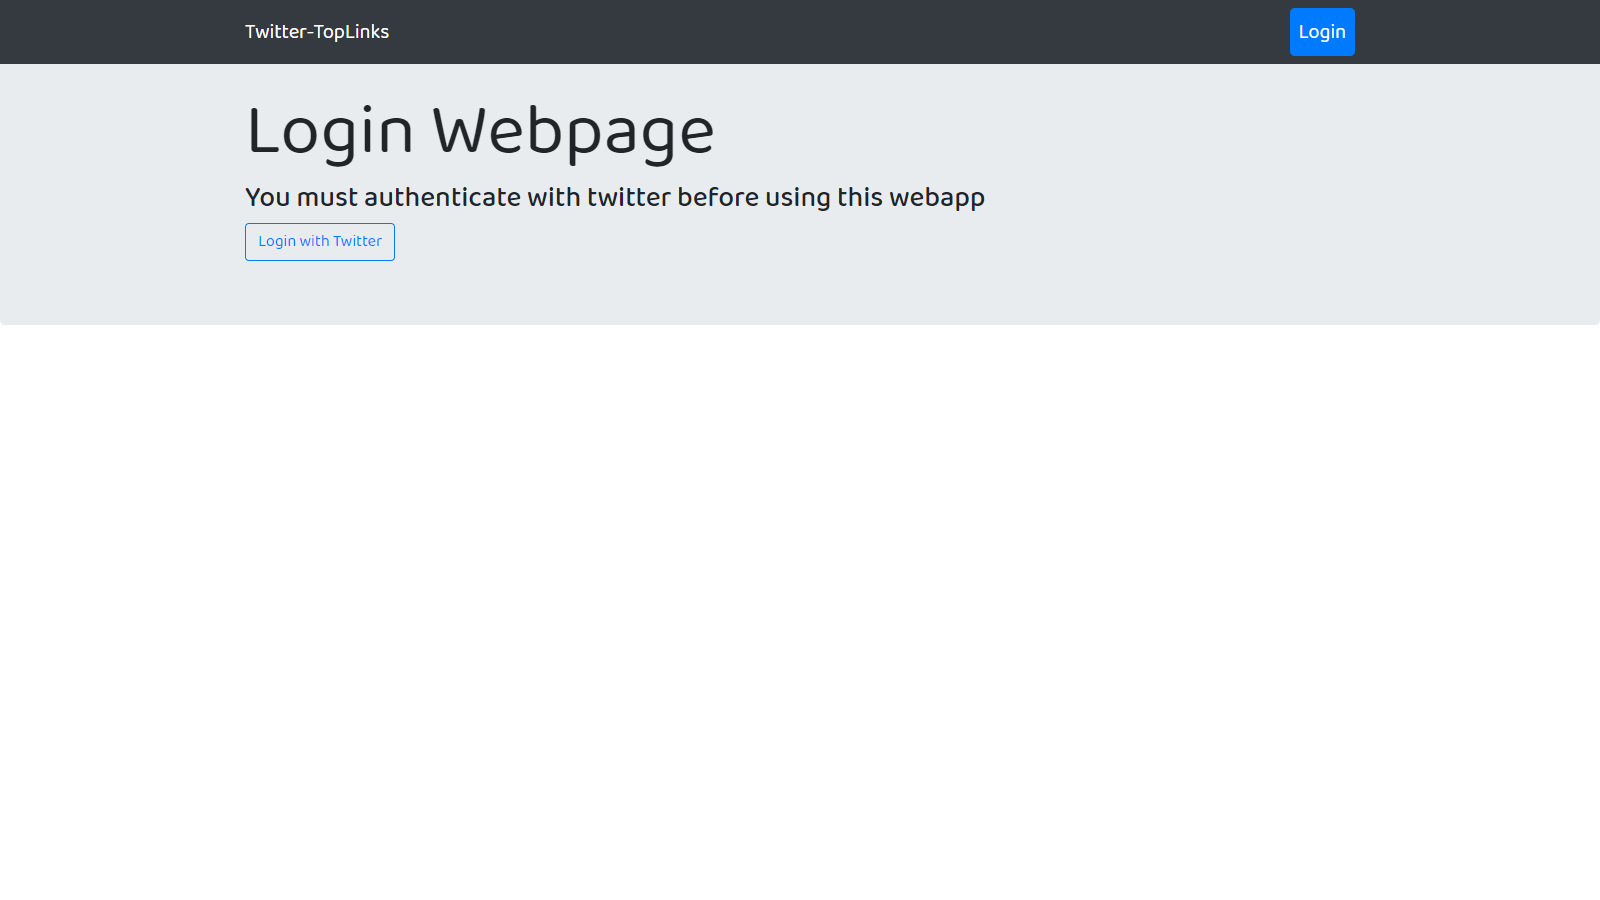 Twitter-TopLinks
Login
Login Webpage
You must authenticate with twitter before using this webapp
Login with Twitter